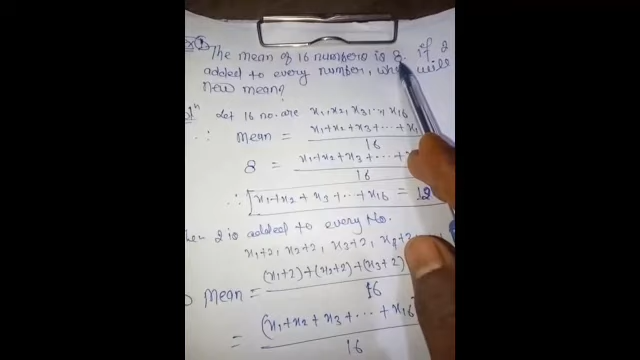 The mean of 16 numbers is 8. if 2
added to every number, what will
new mean?
Let 16 no. are x₁, x₂, x₃, .., x₁₆
∴ Mean = x₁+x₂+x₃+...+x₁
16
8 = x₁+x₂+x₃+...+
16
∴ x₁+x₂+x₃+..+x₁₆ = 12
2 is added to every No.
x₁+2, x₂+2, x₃+2, x₄+2
Mean = (x₁+2)+(x₂+2)+(x₃+2)
16
= (x₁+x₂+x₃+...+x₁₆
16